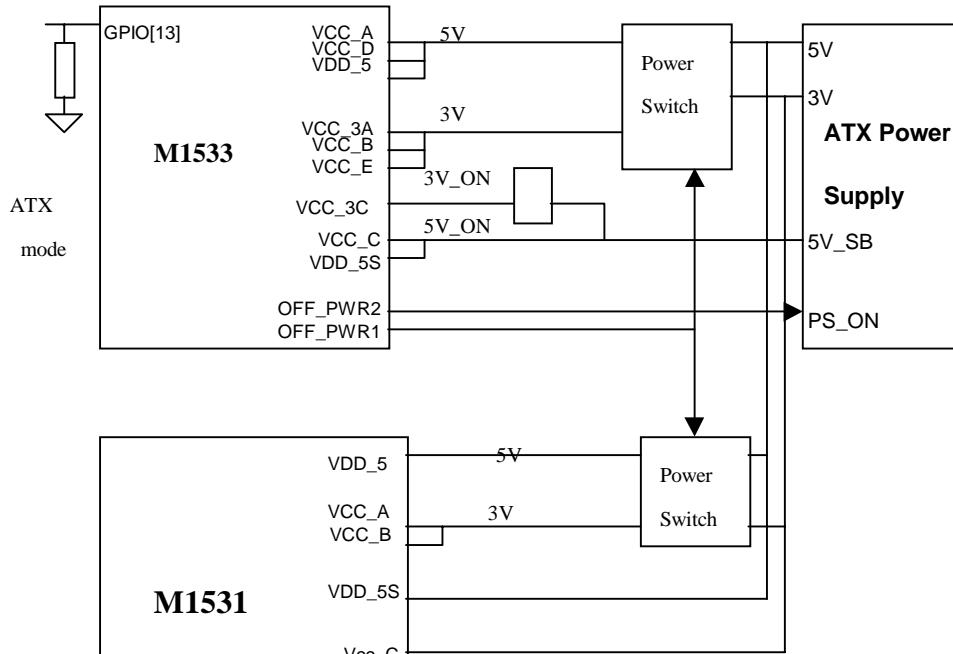 GPIO[13]
VCC_A
VCC_D
VDD_5
5V
VCC_3A
VCC_B
VCC_E
3V
M1533
3V_ON
VCC_3C
5V_ON
VCC_C
VDD_5S
OFF_PWR2
OFF_PWR1
ATX
mode
Power
Switch
5V
3V
ATX Power
Supply
5V_SB
PS_ON
VDD_5
5V
VCC_A
VCC_B
3V
Power
Switch
VDD_5S
M1531
Vcc_C